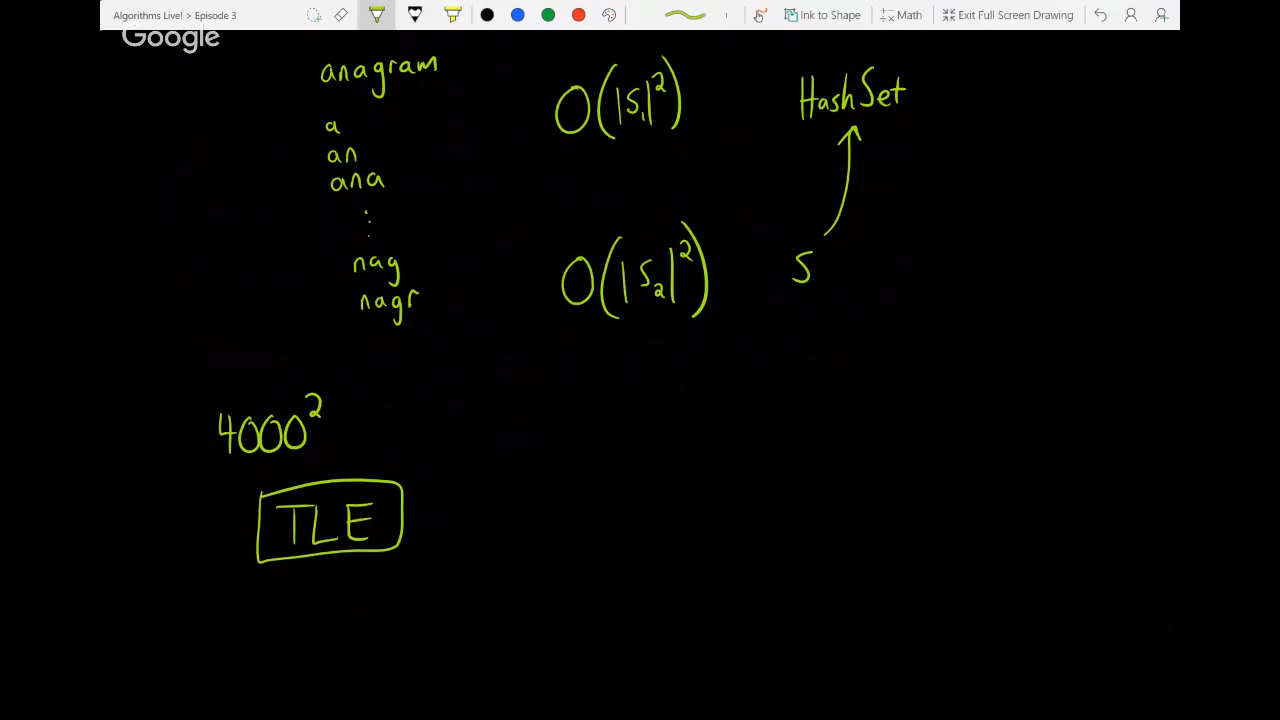 Algorithms Live! > Episode 3
Ink to Shape
Math
Exit Full Screen Drawing
Google
anagram
O(|S₁|²)
HashSet
a
an
ana
⋮
nag
nagr
O(|S₂|²)
S
4000²
TLE